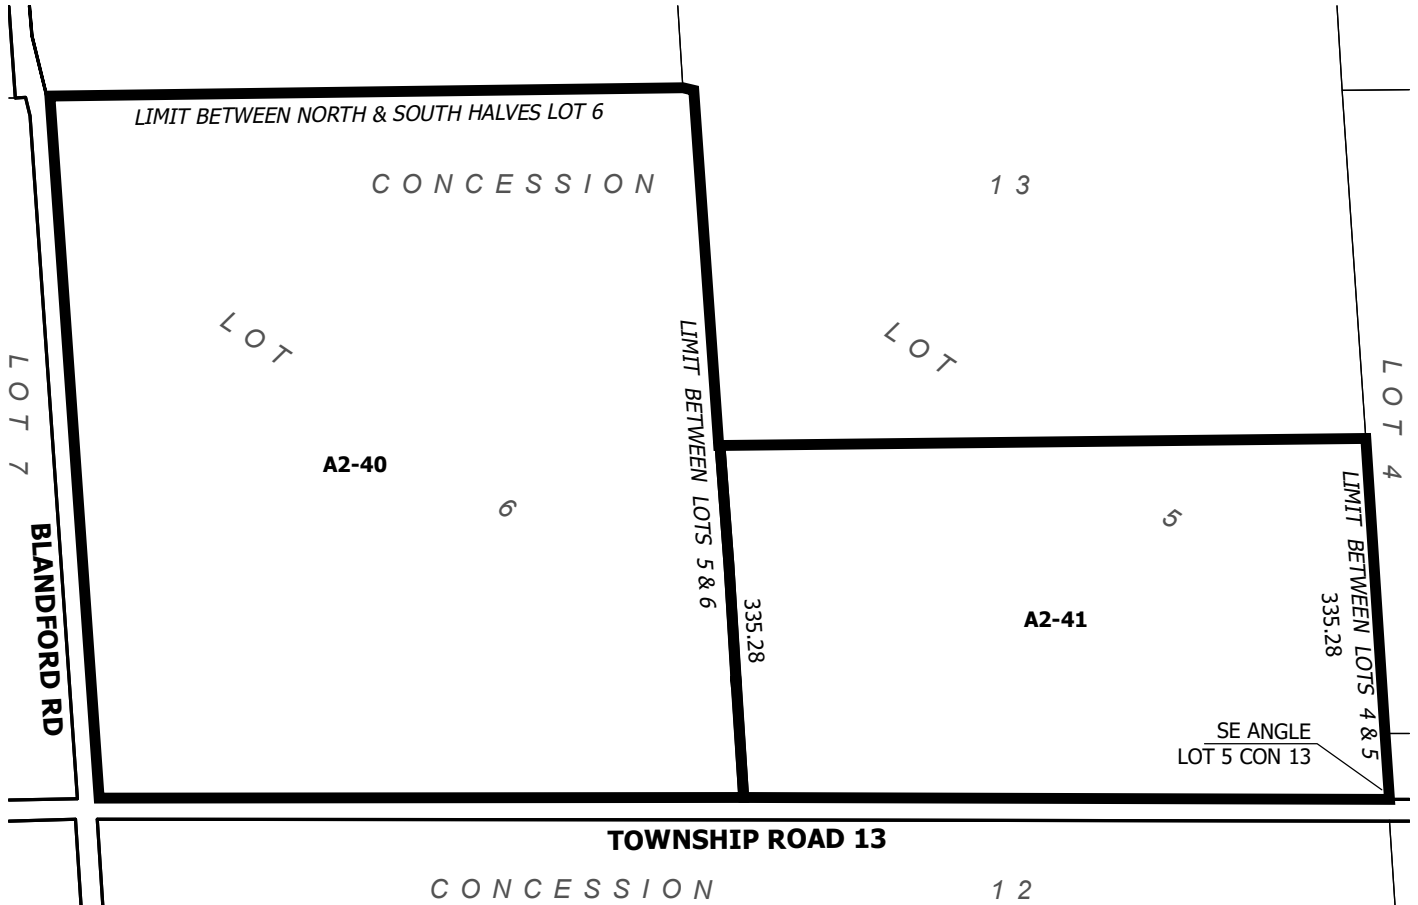 LIMIT BETWEEN NORTH & SOUTH HALVES LOT 6
CONCESSION 13
LOT 6
LOT 5
LOT 7
LOT 4
LIMIT BETWEEN LOTS 5 & 6
LIMIT BETWEEN LOTS 4 & 5
A2-40
A2-41
BLANDFORD RD
335.28
335.28
SE ANGLE
LOT 5 CON 13
TOWNSHIP ROAD 13
CONCESSION 12